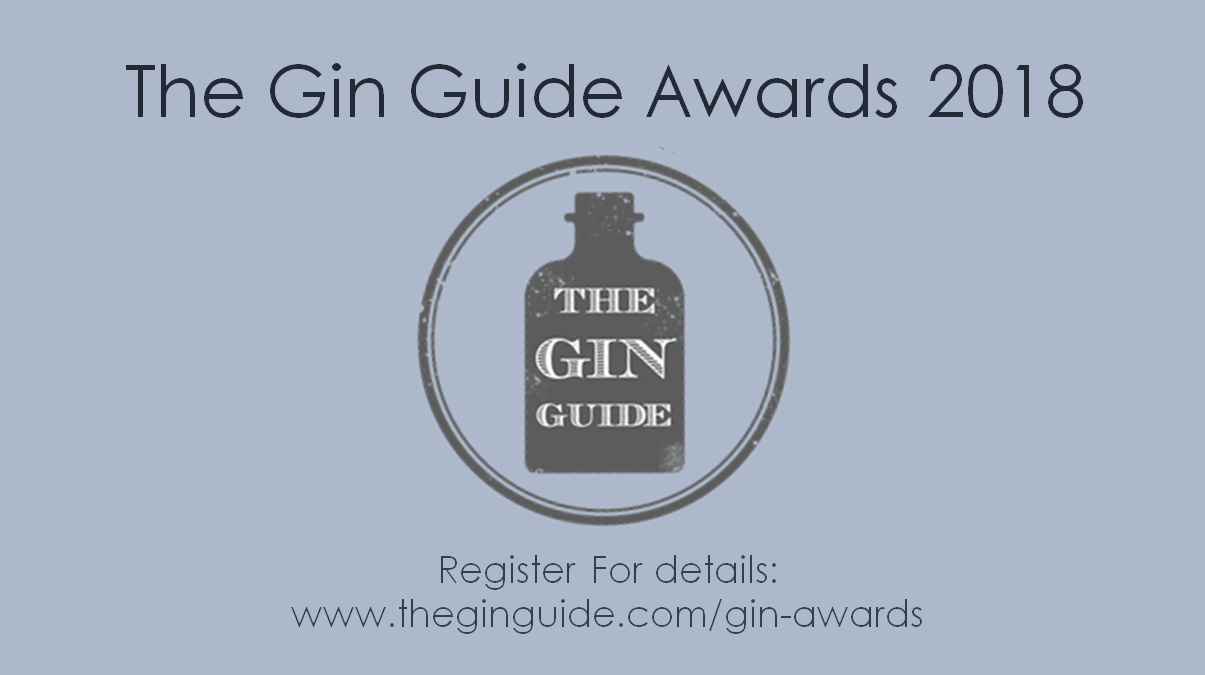 The Gin Guide Awards 2018
THE
GIN
GUIDE
Register For details:
www.theginguide.com/gin-awards